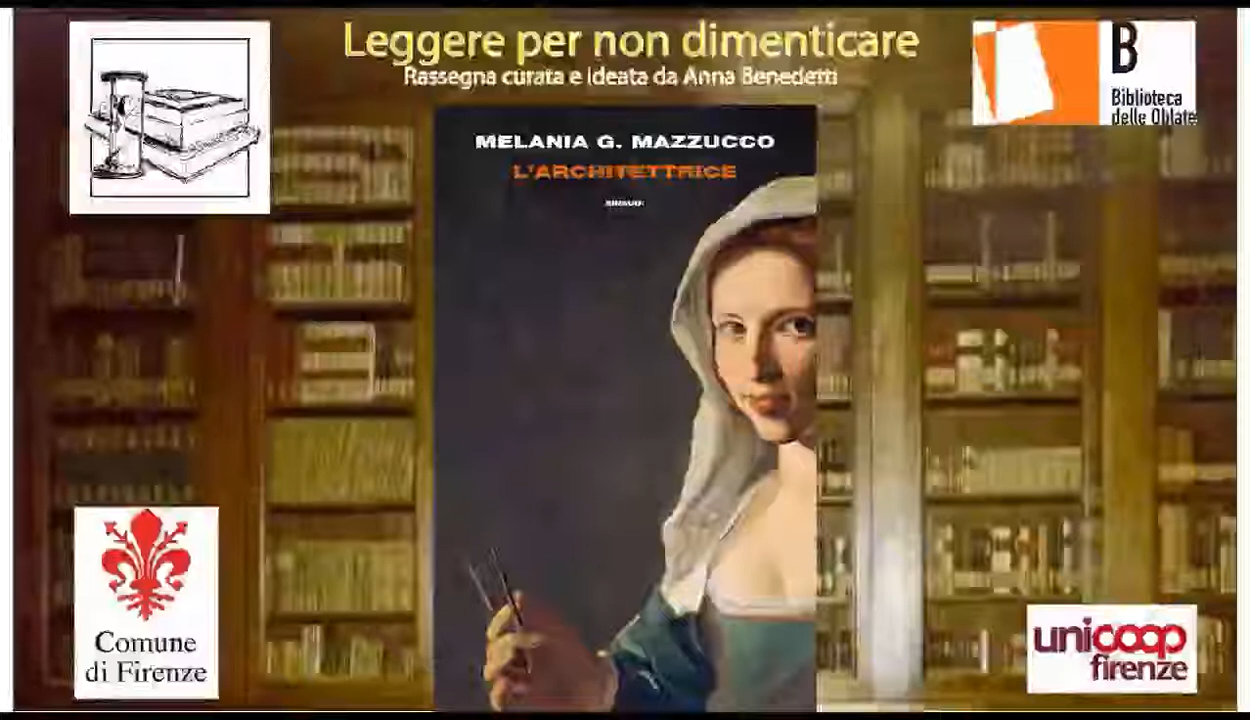 Leggere per non dimenticare
Rassegna curata e ideata da Anna Benedetti
B
Biblioteca
delle Oblate
MELANIA G. MAZZUCCO
L'ARCHITETTRICE
EINAUDI
Comune
di Firenze
unicoop
firenze